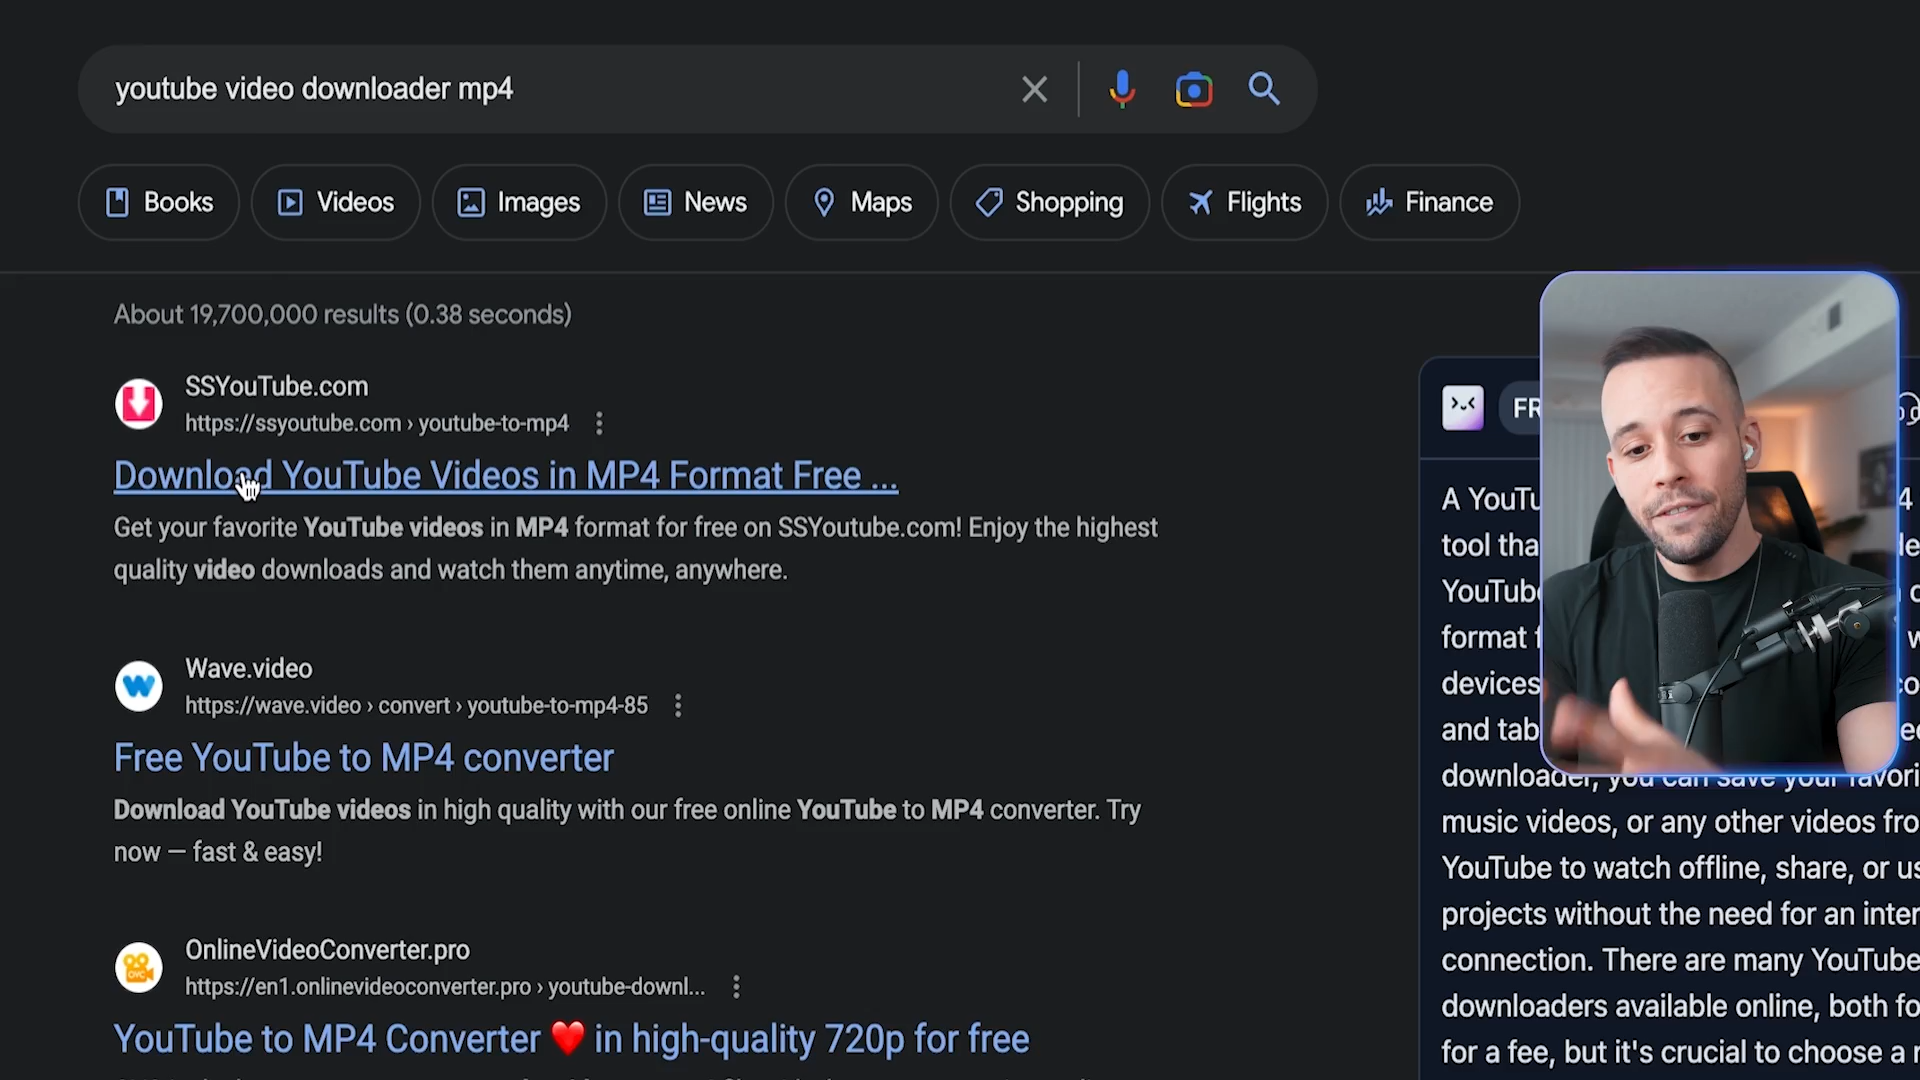 youtube video downloader mp4
Books Videos Images News Maps Shopping Flights Finance
About 19,700,000 results (0.38 seconds)
SSYouTube.com
https://ssyoutube.com › youtube-to-mp4
Download YouTube Videos in MP4 Format Free ...
Get your favorite YouTube videos in MP4 format for free on SSYoutube.com! Enjoy the highest
quality video downloads and watch them anytime, anywhere.
Wave.video
https://wave.video › convert › youtube-to-mp4-85
Free YouTube to MP4 converter
Download YouTube videos in high quality with our free online YouTube to MP4 converter. Try
now — fast & easy!
OnlineVideoConverter.pro
https://en1.onlinevideoconverter.pro › youtube-downl...
YouTube to MP4 Converter ❤️ in high-quality 720p for free
FR
A YouTu
tool tha
YouTube
format
devices
and tab
downloader, you can save your favori
music videos, or any other videos fro
YouTube to watch offline, share, or us
projects without the need for an inter
connection. There are many YouTube
downloaders available online, both fo
for a fee, but it's crucial to choose a r